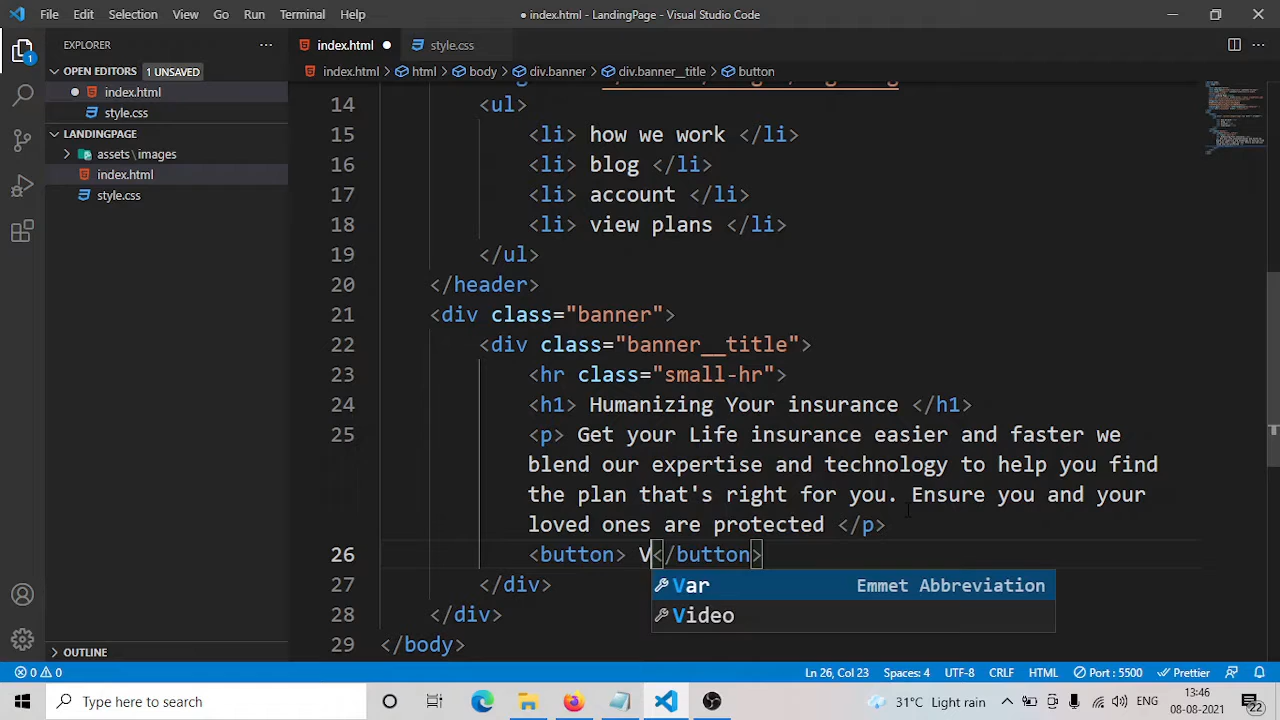 File Edit Selection View Go Run Terminal Help
● index.html - LandingPage - Visual Studio Code
EXPLORER
index.html
style.css
OPEN EDITORS 1 UNSAVED
index.html > html > body > div.banner > div.banner__title > button
index.html
style.css
LANDINGPAGE
assets\images
index.html
style.css
14 <ul>
15 <li> how we work </li>
16 <li> blog </li>
17 <li> account </li>
18 <li> view plans </li>
19 </ul>
20 </header>
21 <div class="banner">
22 <div class="banner__title">
23 <hr class="small-hr">
24 <h1> Humanizing Your insurance </h1>
25 <p> Get your Life insurance easier and faster we
blend our expertise and technology to help you find
the plan that's right for you. Ensure you and your
loved ones are protected </p>
26 <button> V</button>
Var Emmet Abbreviation
Video
27 </div>
28 </div>
29 </body>
1
OUTLINE
0 0
Ln 26, Col 23 Spaces: 4 UTF-8 CRLF HTML Port : 5500 Prettier
Type here to search
31°C Light rain
ENG
13:46
08-08-2021
22